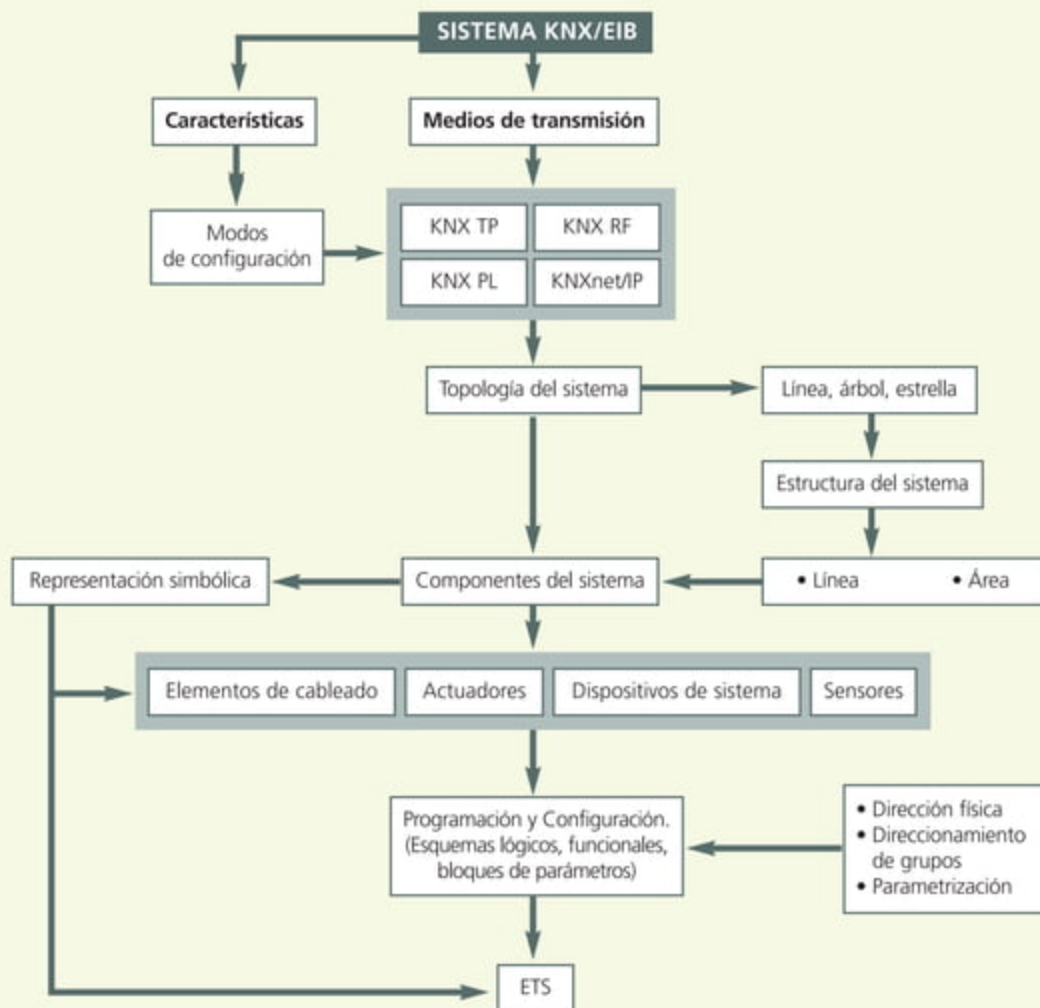 SISTEMA KNX/EIB
Características
Medios de transmisión
Modos
de configuración
KNX TP
KNX RF
KNX PL
KNXnet/IP
Topología del sistema
Línea, árbol, estrella
Estructura del sistema
Representación simbólica
Componentes del sistema
• Línea
• Área
Elementos de cableado
Actuadores
Dispositivos de sistema
Sensores
Programación y Configuración.
(Esquemas lógicos, funcionales,
bloques de parámetros)
• Dirección física
• Direccionamiento
de grupos
• Parametrización
ETS